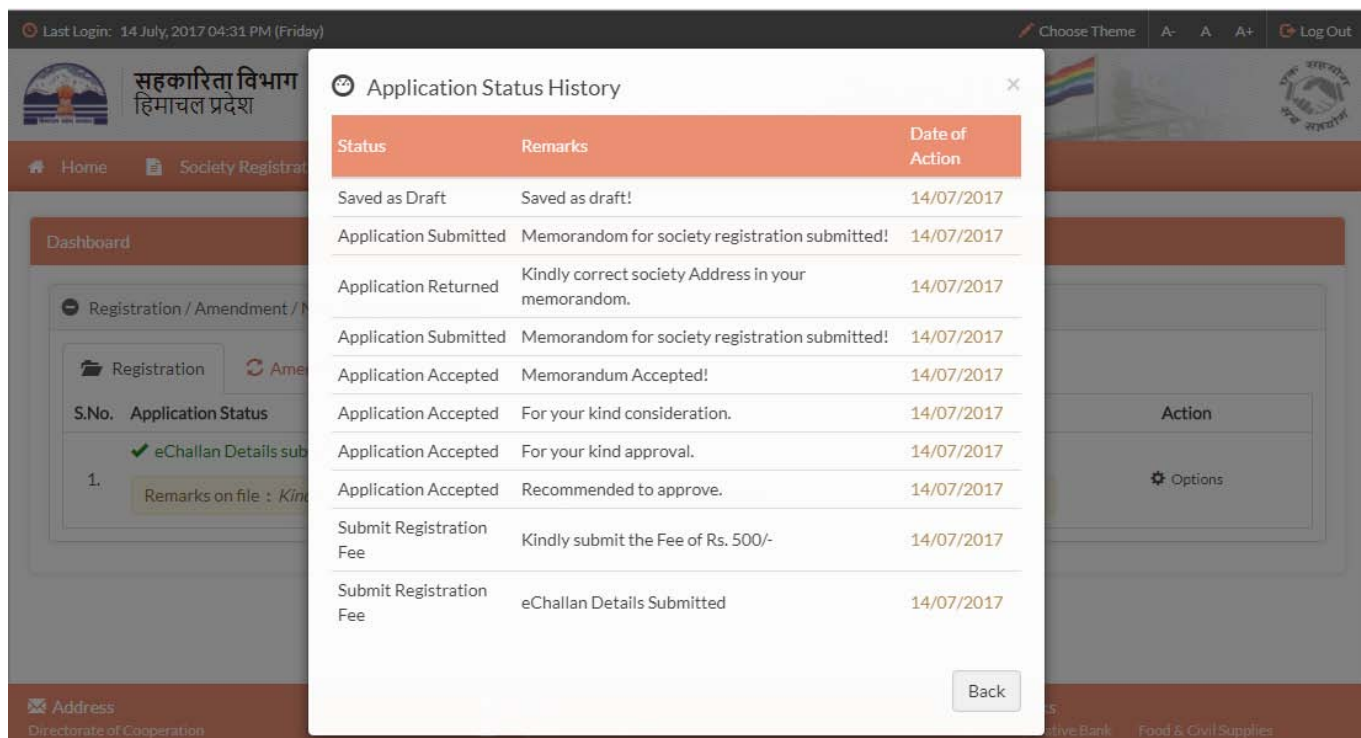 Last Login: 14 July, 2017 04:31 PM (Friday)
Choose Theme A- A A+ Log Out
सहकारिता विभाग
हिमाचल प्रदेश
Home Society Registrat
Application Status History ×
Status Remarks Date of
Action
Saved as Draft Saved as draft! 14/07/2017
Application Submitted Memorandom for society registration submitted! 14/07/2017
Application Returned Kindly correct society Address in your
memorandom. 14/07/2017
Application Submitted Memorandom for society registration submitted! 14/07/2017
Application Accepted Memorandum Accepted! 14/07/2017
Application Accepted For your kind consideration. 14/07/2017
Application Accepted For your kind approval. 14/07/2017
Application Accepted Recommended to approve. 14/07/2017
Submit Registration
Fee Kindly submit the Fee of Rs. 500/- 14/07/2017
Submit Registration
Fee eChallan Details Submitted 14/07/2017
Back
Dashboard
Registration / Amendment /
Registration
S.No. Application Status Action
eChallan Details sub
1. Options
Remarks on file :
Address
Directorate of Cooperation
Bank Food & Civil Supplies